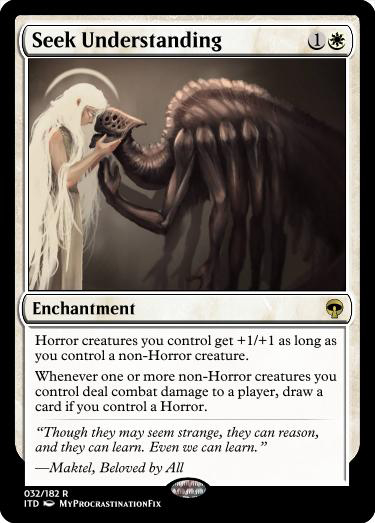 Seek Understanding 1
Enchantment
Horror creatures you control get +1/+1 as long as
you control a non-Horror creature.
Whenever one or more non-Horror creatures you
control deal combat damage to a player, draw a
card if you control a Horror.
“Though they may seem strange, they can reason,
and they can learn. Even we can learn.”
—Maktel, Beloved by All
032/182 R
ITD MyProcrastinationFix